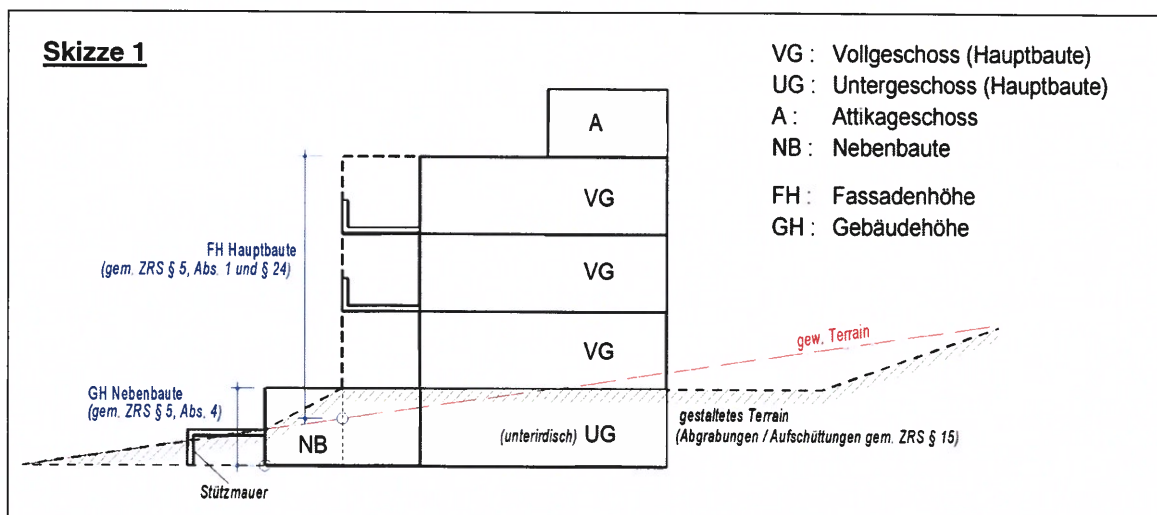 Skizze 1
VG : Vollgeschoss (Hauptbaute)
UG : Untergeschoss (Hauptbaute)
A : Attikageschoss
NB : Nebenbaute
FH : Fassadenhöhe
GH : Gebäudehöhe
A
VG
FH Hauptbaute
(gem. ZRS § 5, Abs. 1 und § 24)
VG
gew. Terrain
VG
GH Nebenbaute
(gem. ZRS § 5, Abs. 4)
gestaltetes Terrain
(Abgrabungen / Aufschüttungen gem. ZRS § 15)
NB
(unterirdisch) UG
Stützmauer